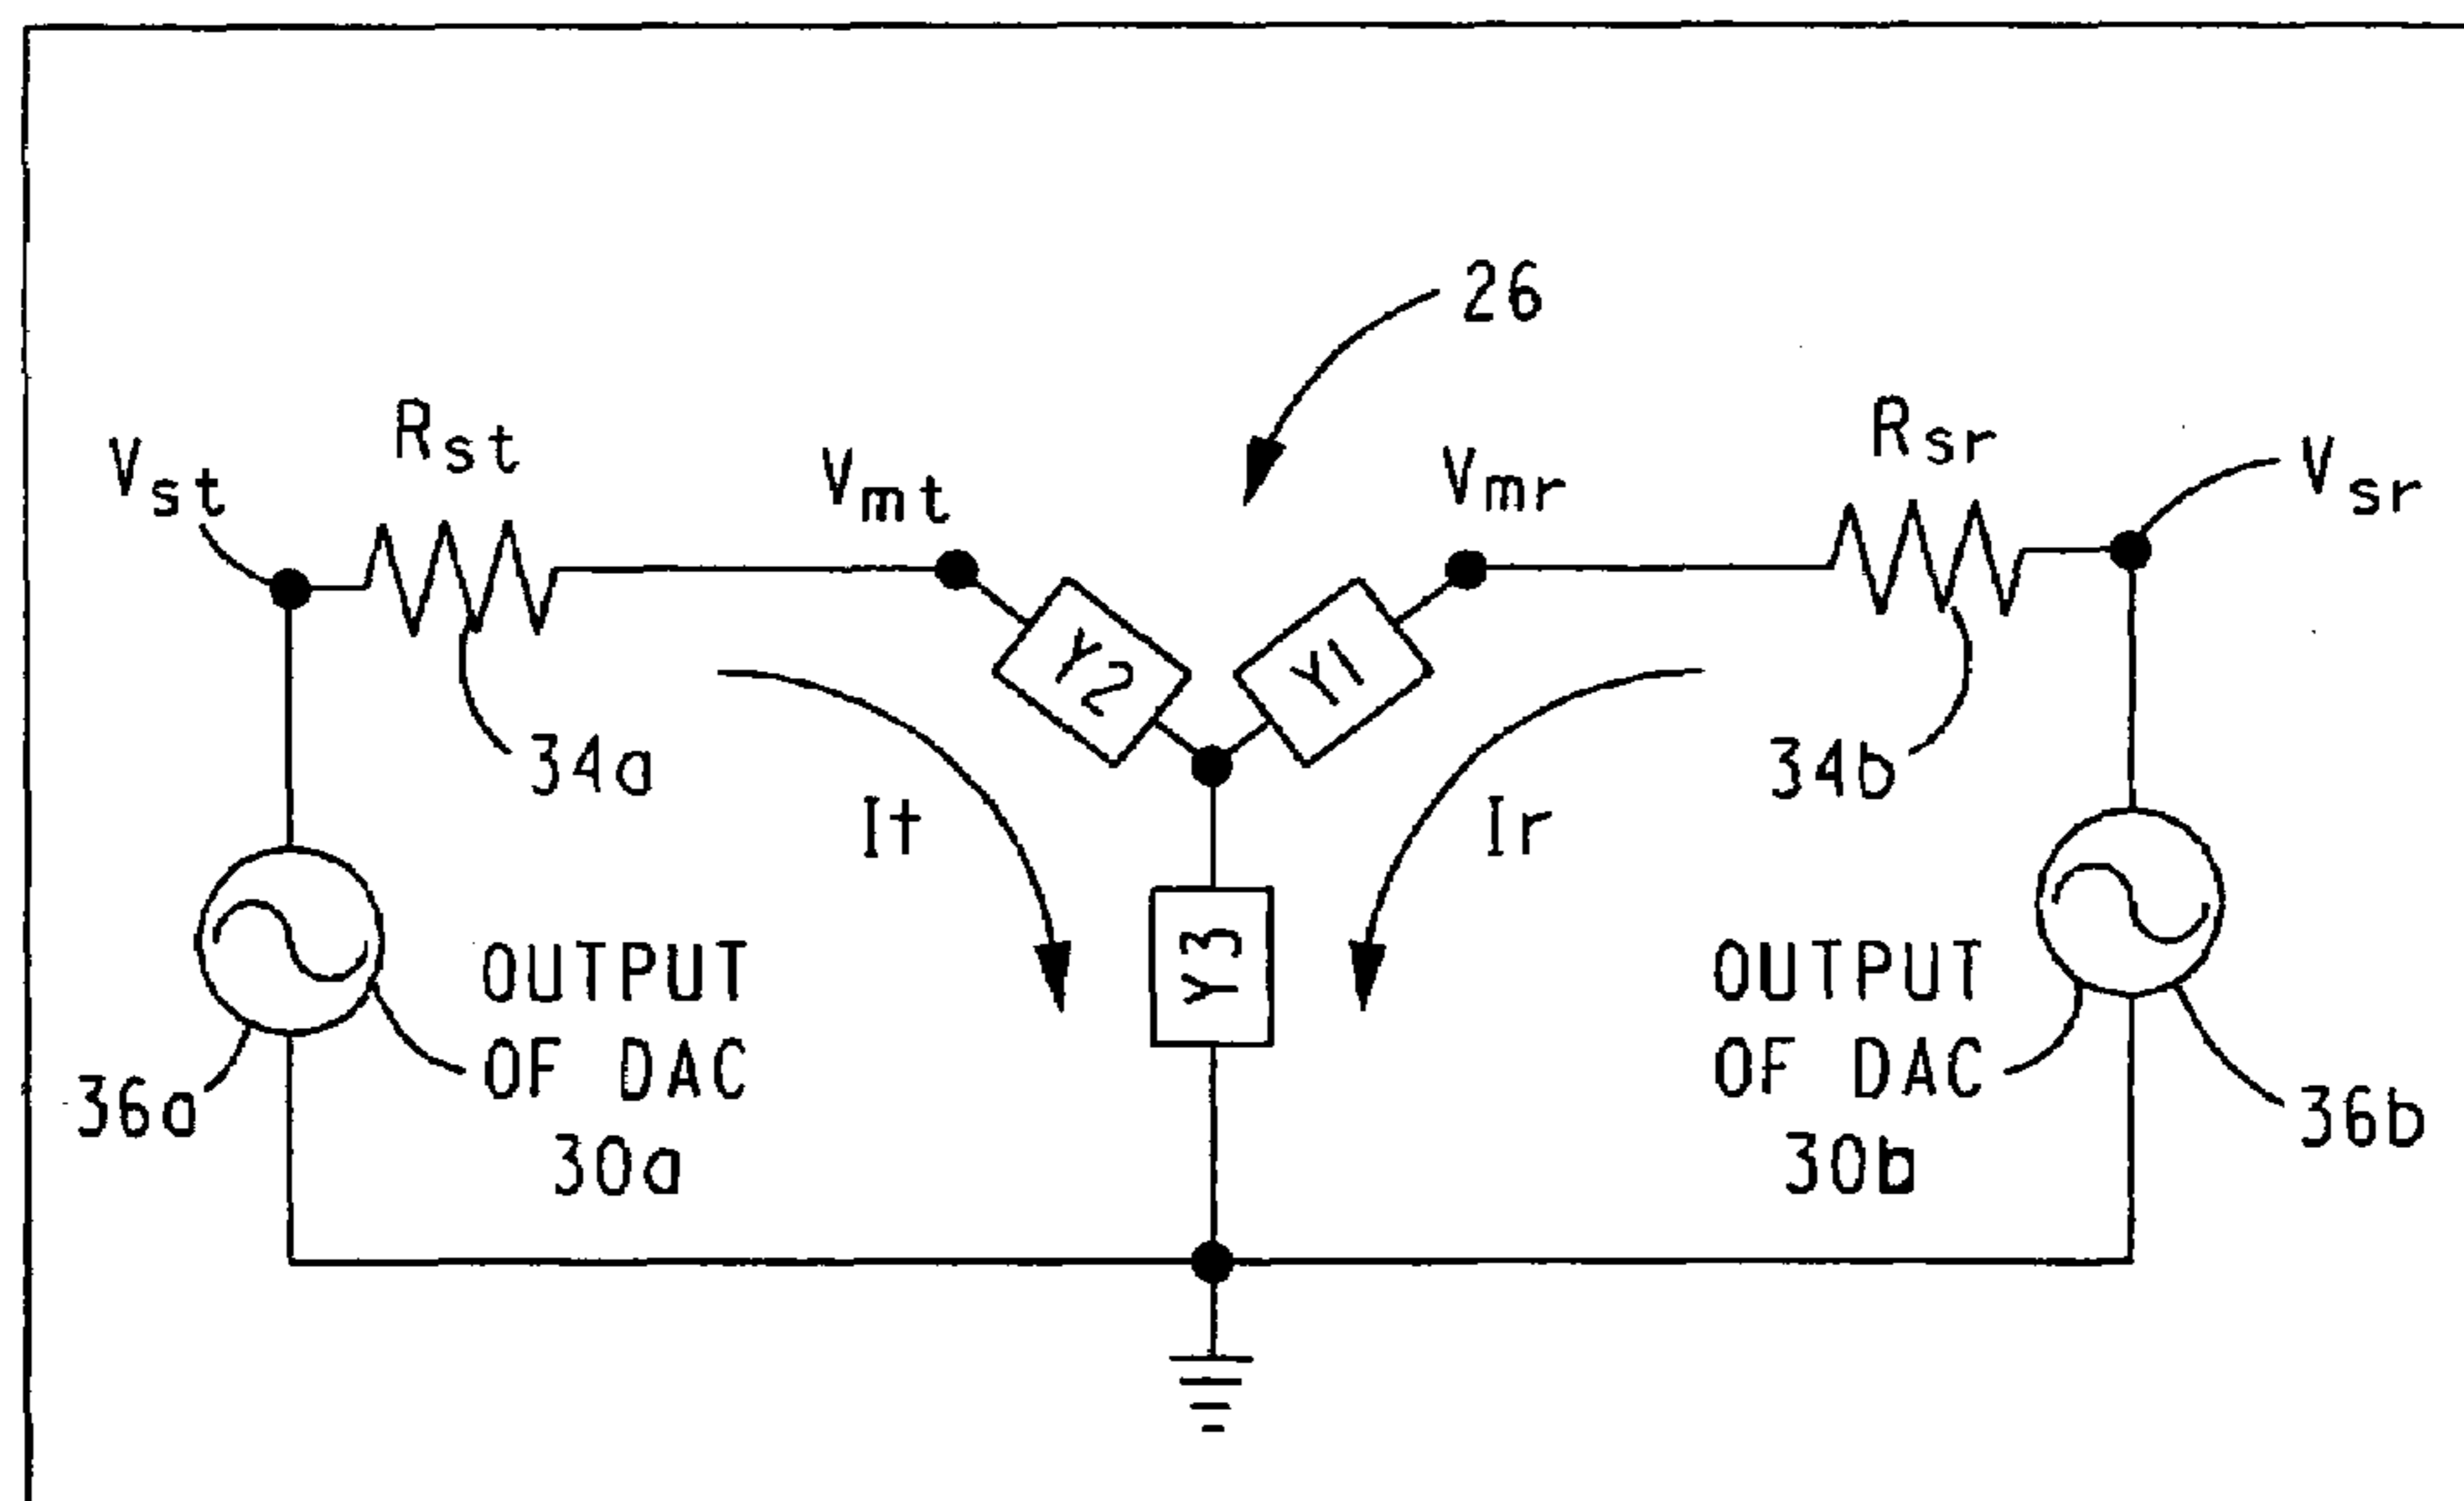 26
Rst
Rsr
Vst
Vmt
Vmr
Vsr
Y2
Y1
34a
34b
It
Ir
Y3
OUTPUT
OF DAC
30a
OUTPUT
OF DAC
30b
36a
36b